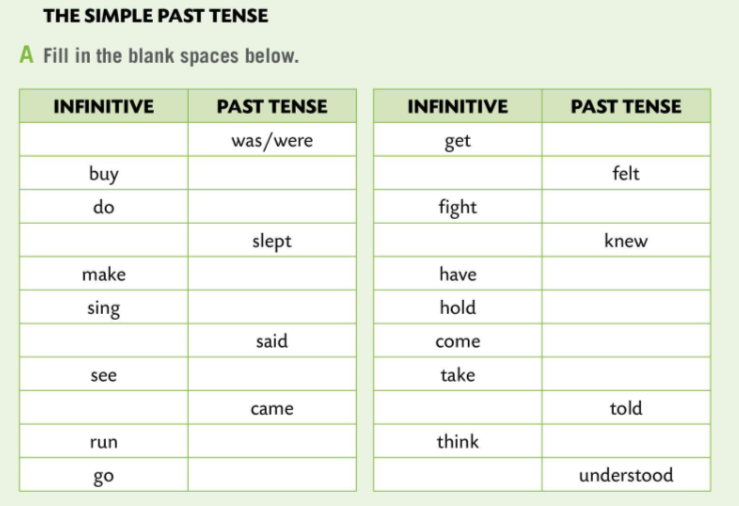 THE SIMPLE PAST TENSE
A Fill in the blank spaces below.
INFINITIVE PAST TENSE INFINITIVE PAST TENSE
was/were get
buy felt
do fight
slept knew
make have
sing hold
said come
see take
came told
run think
go understood